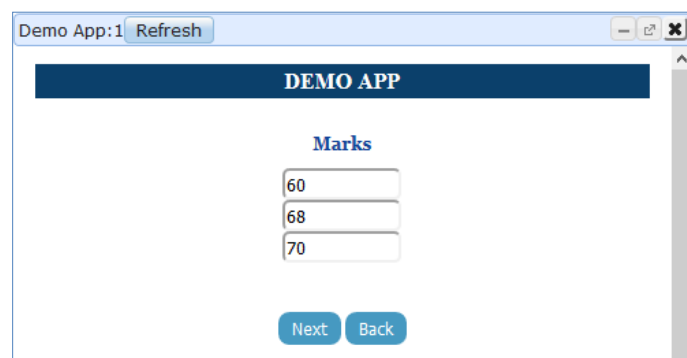 Demo App:1 Refresh
DEMO APP
Marks
60
68
70
Next Back